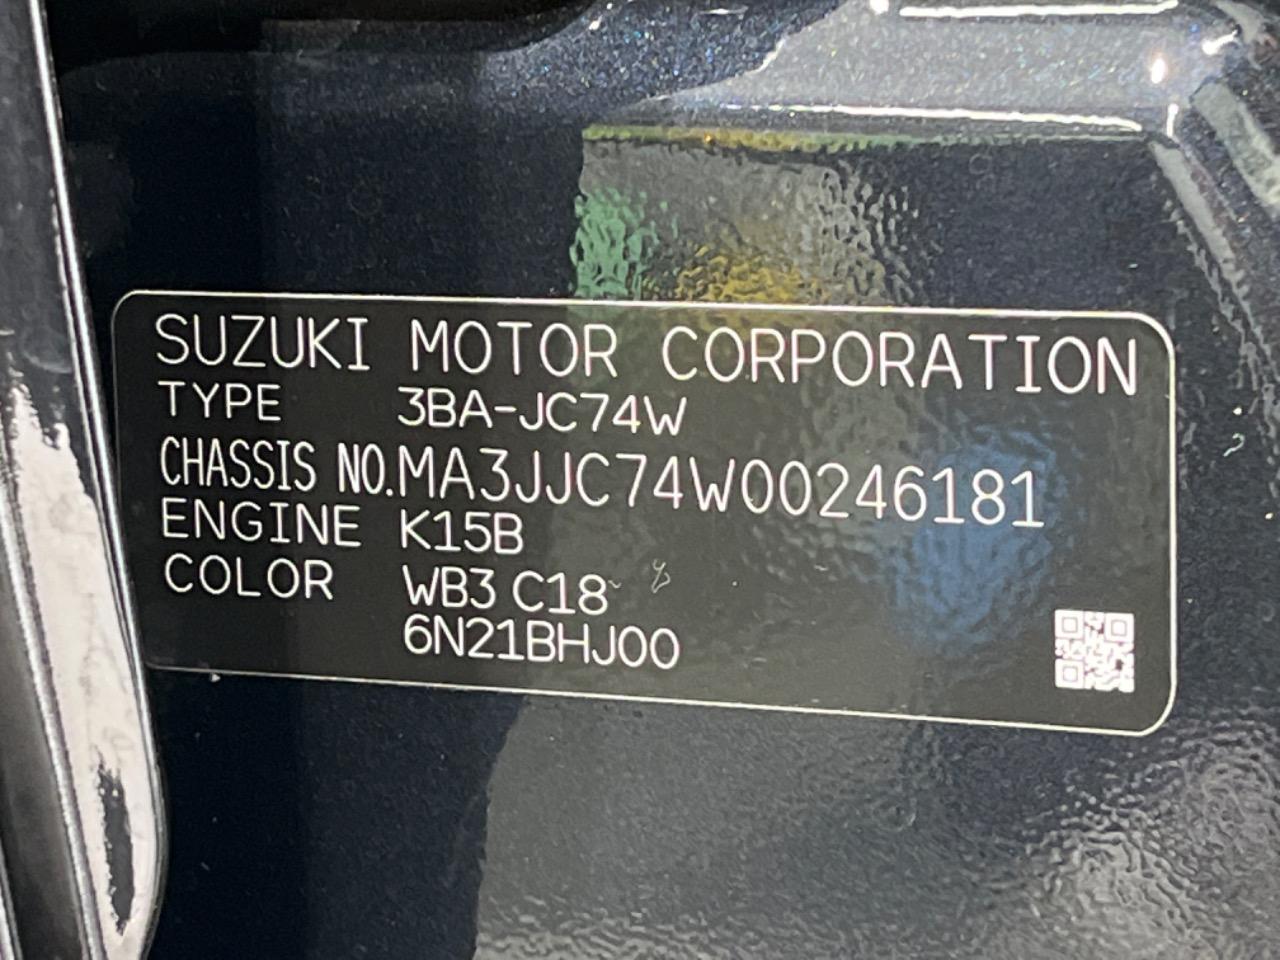 SUZUKI MOTOR CORPORATION
TYPE 3BA-JC74W
CHASSIS NO.MA3JJC74W00246181
ENGINE K15B
COLOR WB3 C18
6N21BHJ00